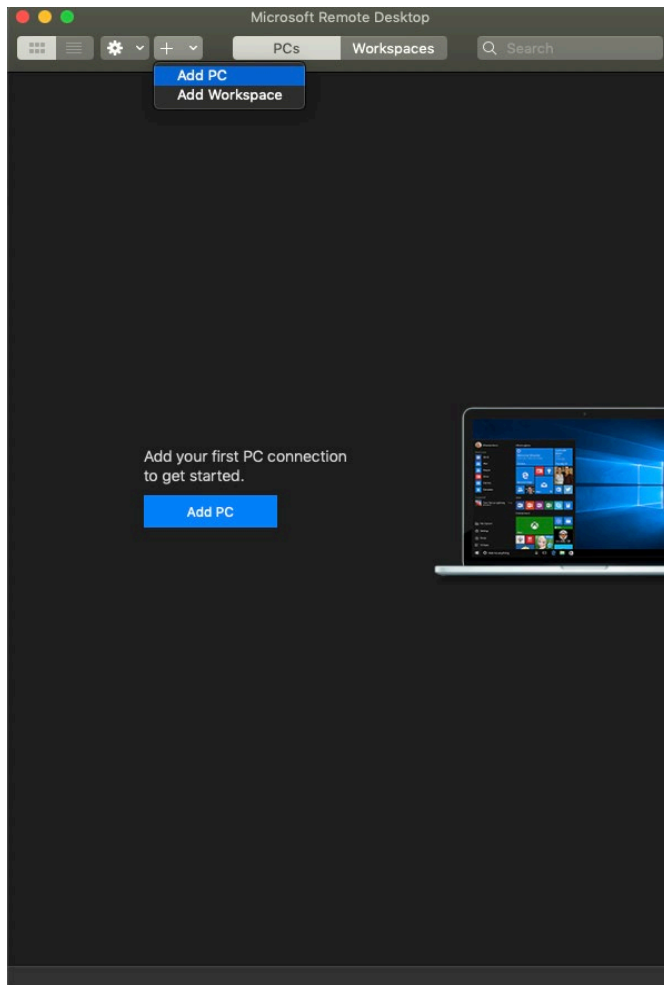 Microsoft Remote Desktop
PCs
Workspaces
Search
Add PC
Add Workspace
Add your first PC connection
to get started.
Add PC